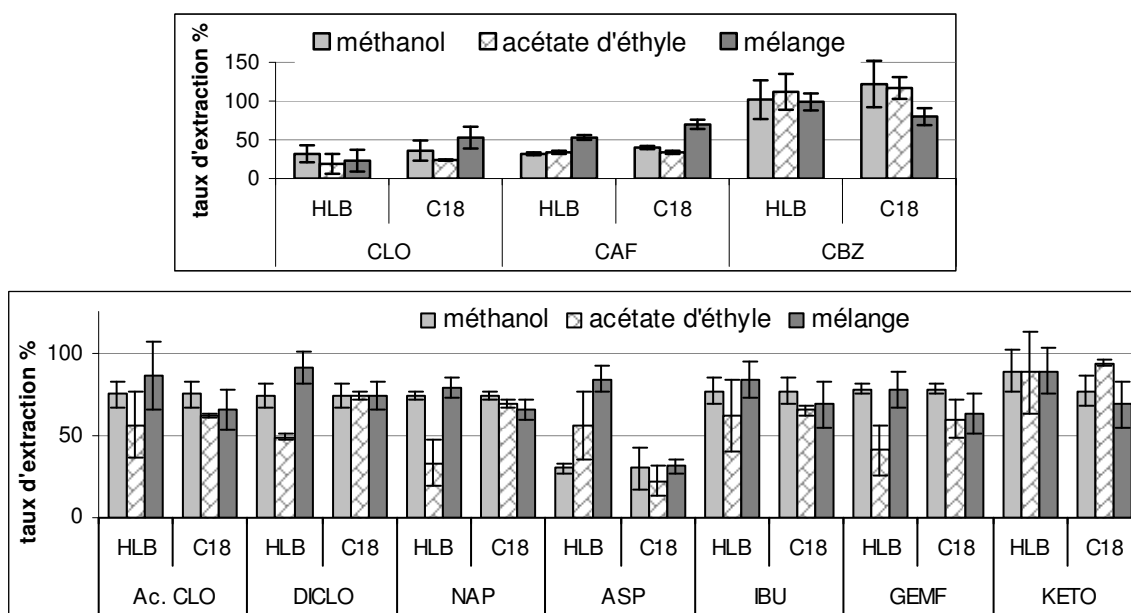 méthanol acétate d'éthyle mélange
taux d'extraction %
150
100
50
0
HLB C18 HLB C18 HLB C18
CLO CAF CBZ
méthanol acétate d'éthyle mélange
taux d'extraction %
100
50
0
HLB C18 HLB C18 HLB C18 HLB C18 HLB C18 HLB C18 HLB C18
Ac. CLO DICLO NAP ASP IBU GEMF KETO